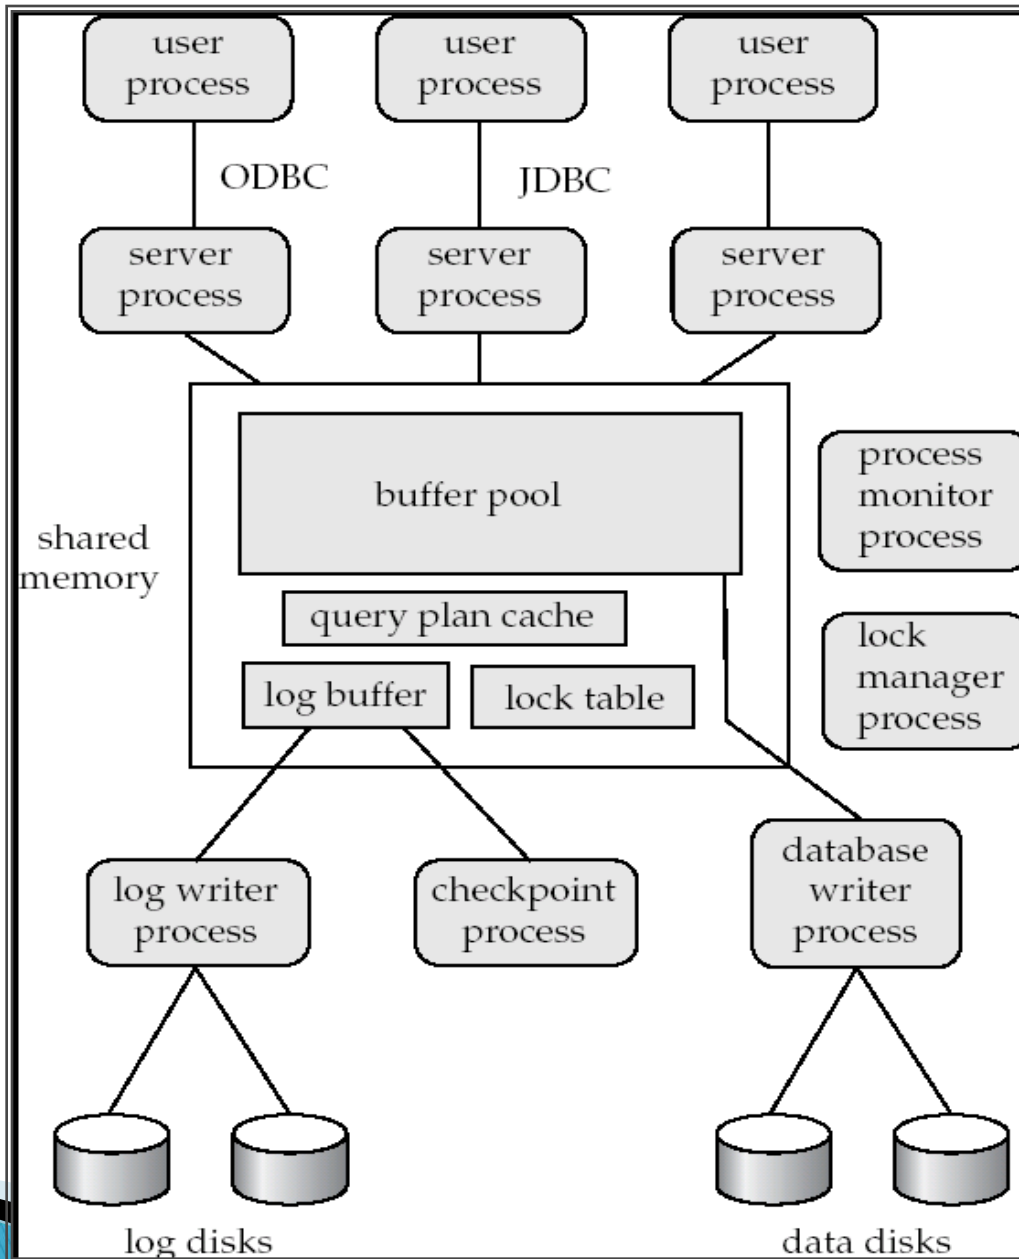 user
process
user
process
user
process
ODBC
JDBC
server
process
server
process
server
process
shared
memory
buffer pool
query plan cache
log buffer
lock table
process
monitor
process
lock
manager
process
log writer
process
checkpoint
process
database
writer
process
log disks
data disks